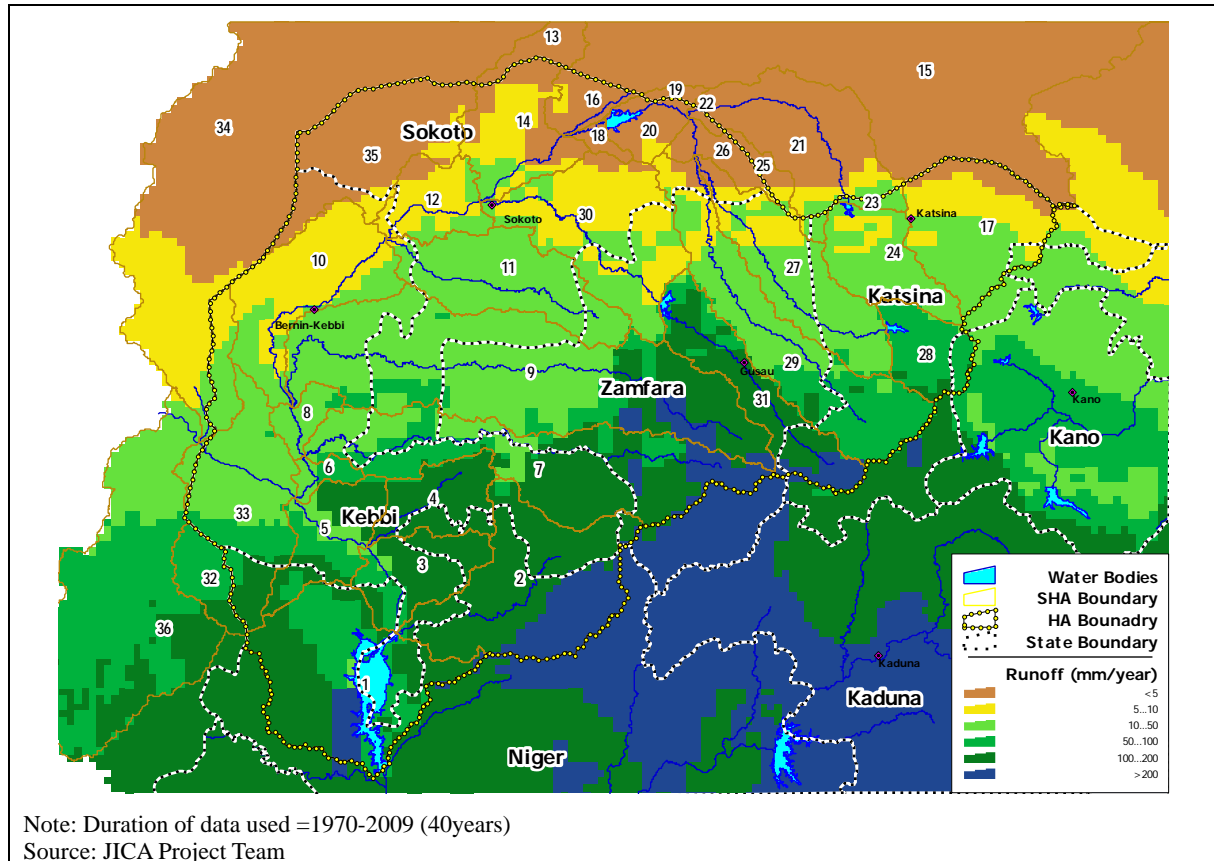 13
15
34
16
19
22
14
Sokoto
18
20
21
35
26
25
12
Sokoto
30
23
Katsina
17
10
11
27
24
Bernin-Kebbi
Katsina
9
29
28
Gusau
Zamfara
31
Kano
8
Kano
6
7
4
33
5
Kebbi
3
2
32
36
1
Kaduna
Kaduna
Niger
Water Bodies
SHA Boundary
HA Bounadry
State Boundary
Runoff (mm/year)
<5
5...10
10...50
50...100
100...200
>200
Note: Duration of data used =1970-2009 (40years)
Source: JICA Project Team